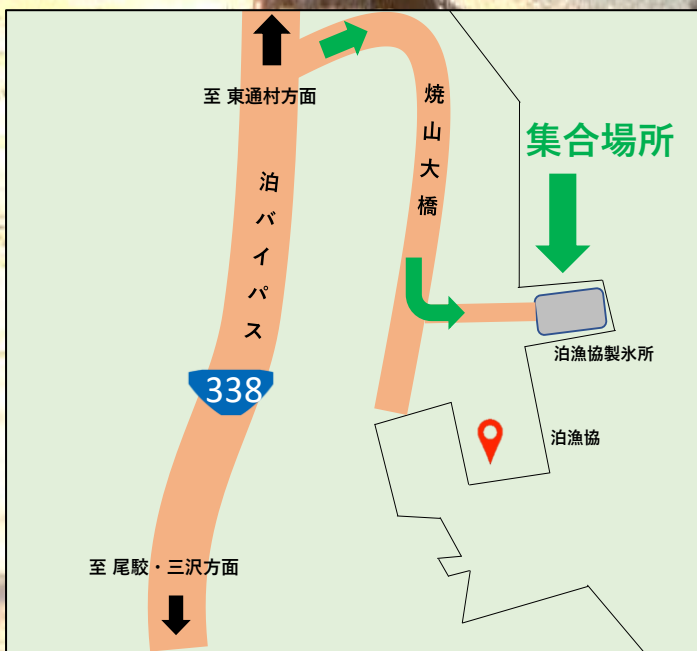 至 東通村方面
焼山大橋
集合場所
泊バイパス
泊漁協製氷所
338
泊漁協
至 尾駮・三沢方面